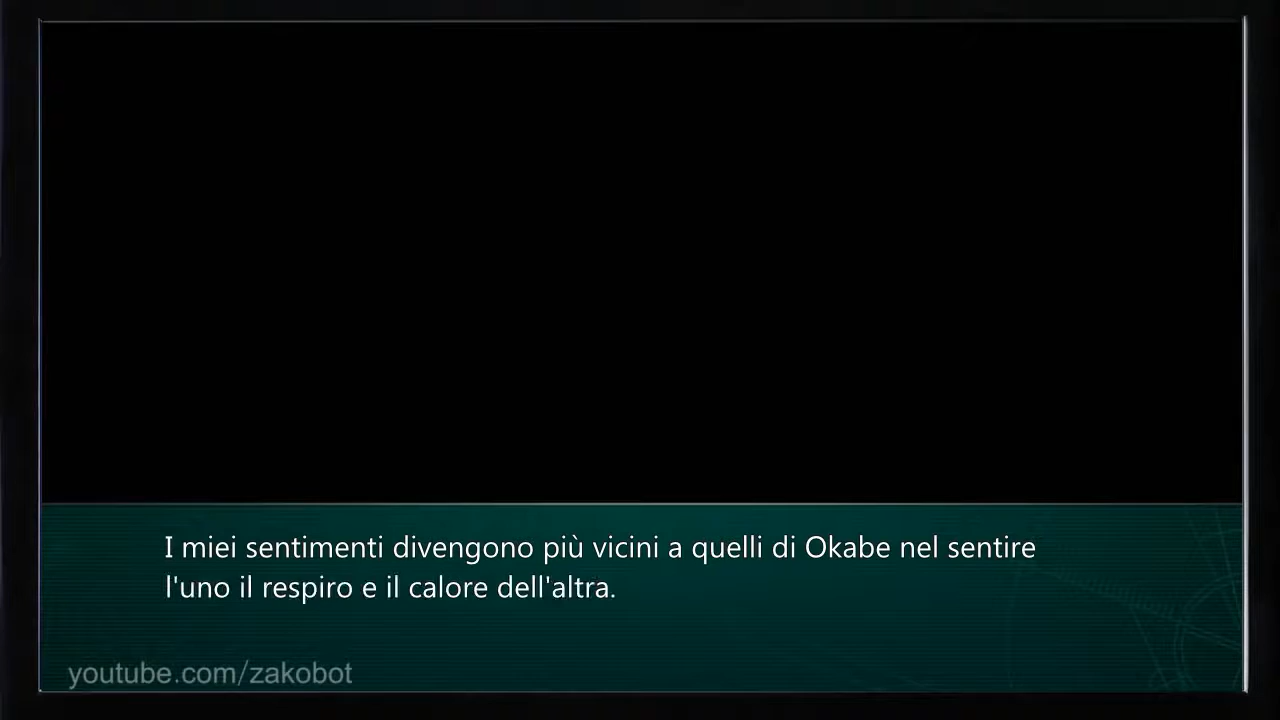 I miei sentimenti divengono più vicini a quelli di Okabe nel sentire
l'uno il respiro e il calore dell'altra.
youtube.com/zakobot